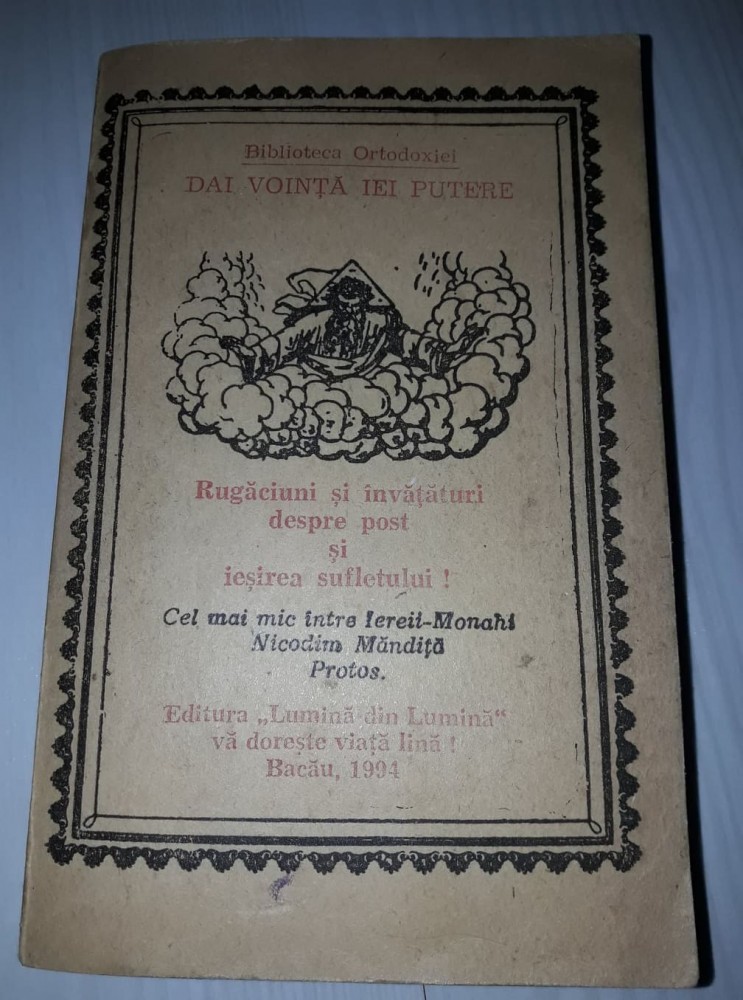 Biblioteca Ortodoxiei
DAI VOINȚĂ IEI PUTERE
Rugăciuni și învățături
despre post
și
ieșirea sufletului !
Cel mai mic între Iereii-Monahi
Nicodim Măndiță
Protos.
Editura „Lumină din Lumină“
vă dorește viață lină !
Bacău, 1994